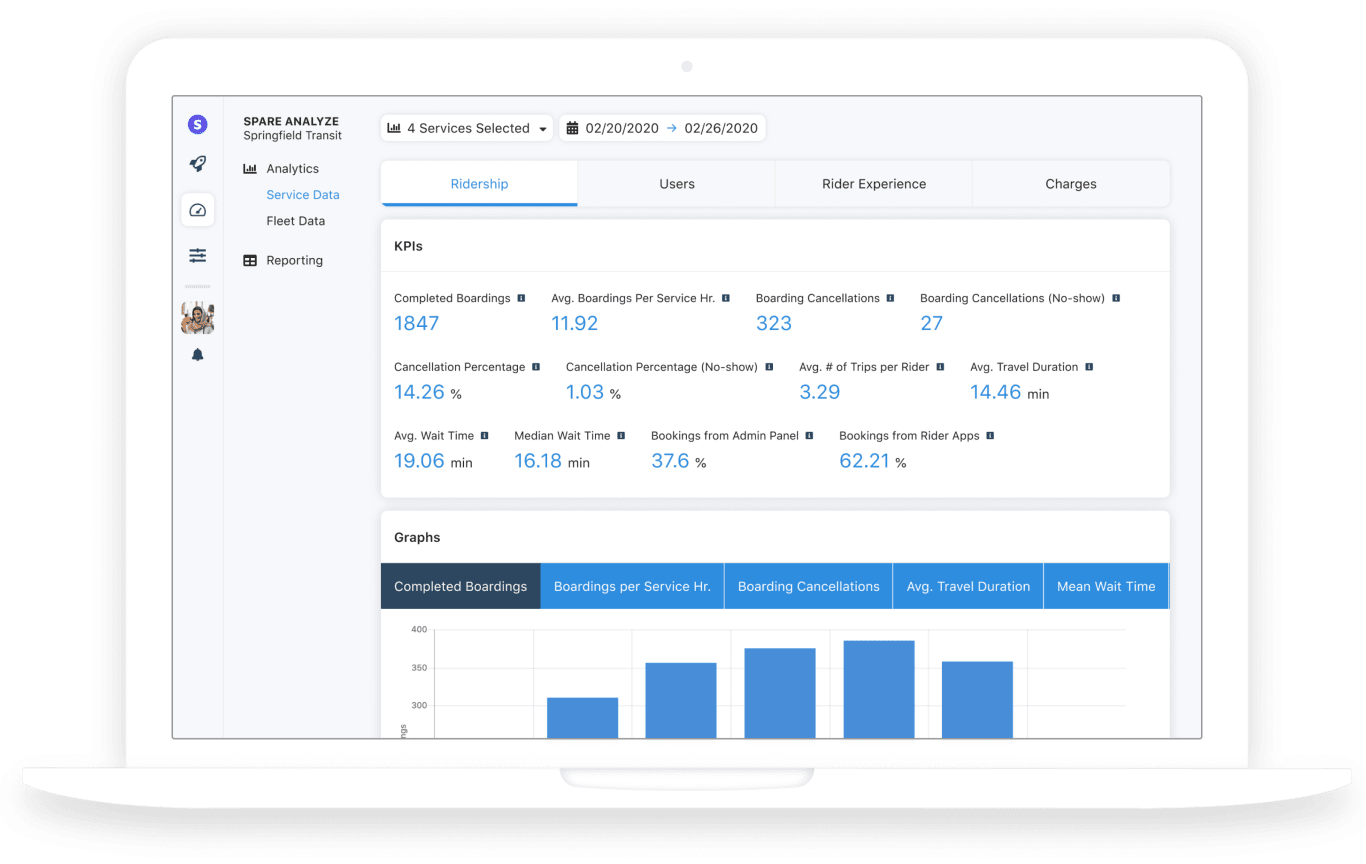 S
SPARE ANALYZE
Springfield Transit
Analytics
Service Data
Fleet Data
Reporting
4 Services Selected
02/20/2020 → 02/26/2020
Ridership
Users
Rider Experience
Charges
KPIs
Completed Boardings
1847
Avg. Boardings Per Service Hr.
11.92
Boarding Cancellations
323
Boarding Cancellations (No-show)
27
Cancellation Percentage
14.26 %
Cancellation Percentage (No-show)
1.03 %
Avg. # of Trips per Rider
3.29
Avg. Travel Duration
14.46 min
Avg. Wait Time
19.06 min
Median Wait Time
16.18 min
Bookings from Admin Panel
37.6 %
Bookings from Rider Apps
62.21 %
Graphs
Completed Boardings
Boardings per Service Hr.
Boarding Cancellations
Avg. Travel Duration
Mean Wait Time
400
350
300